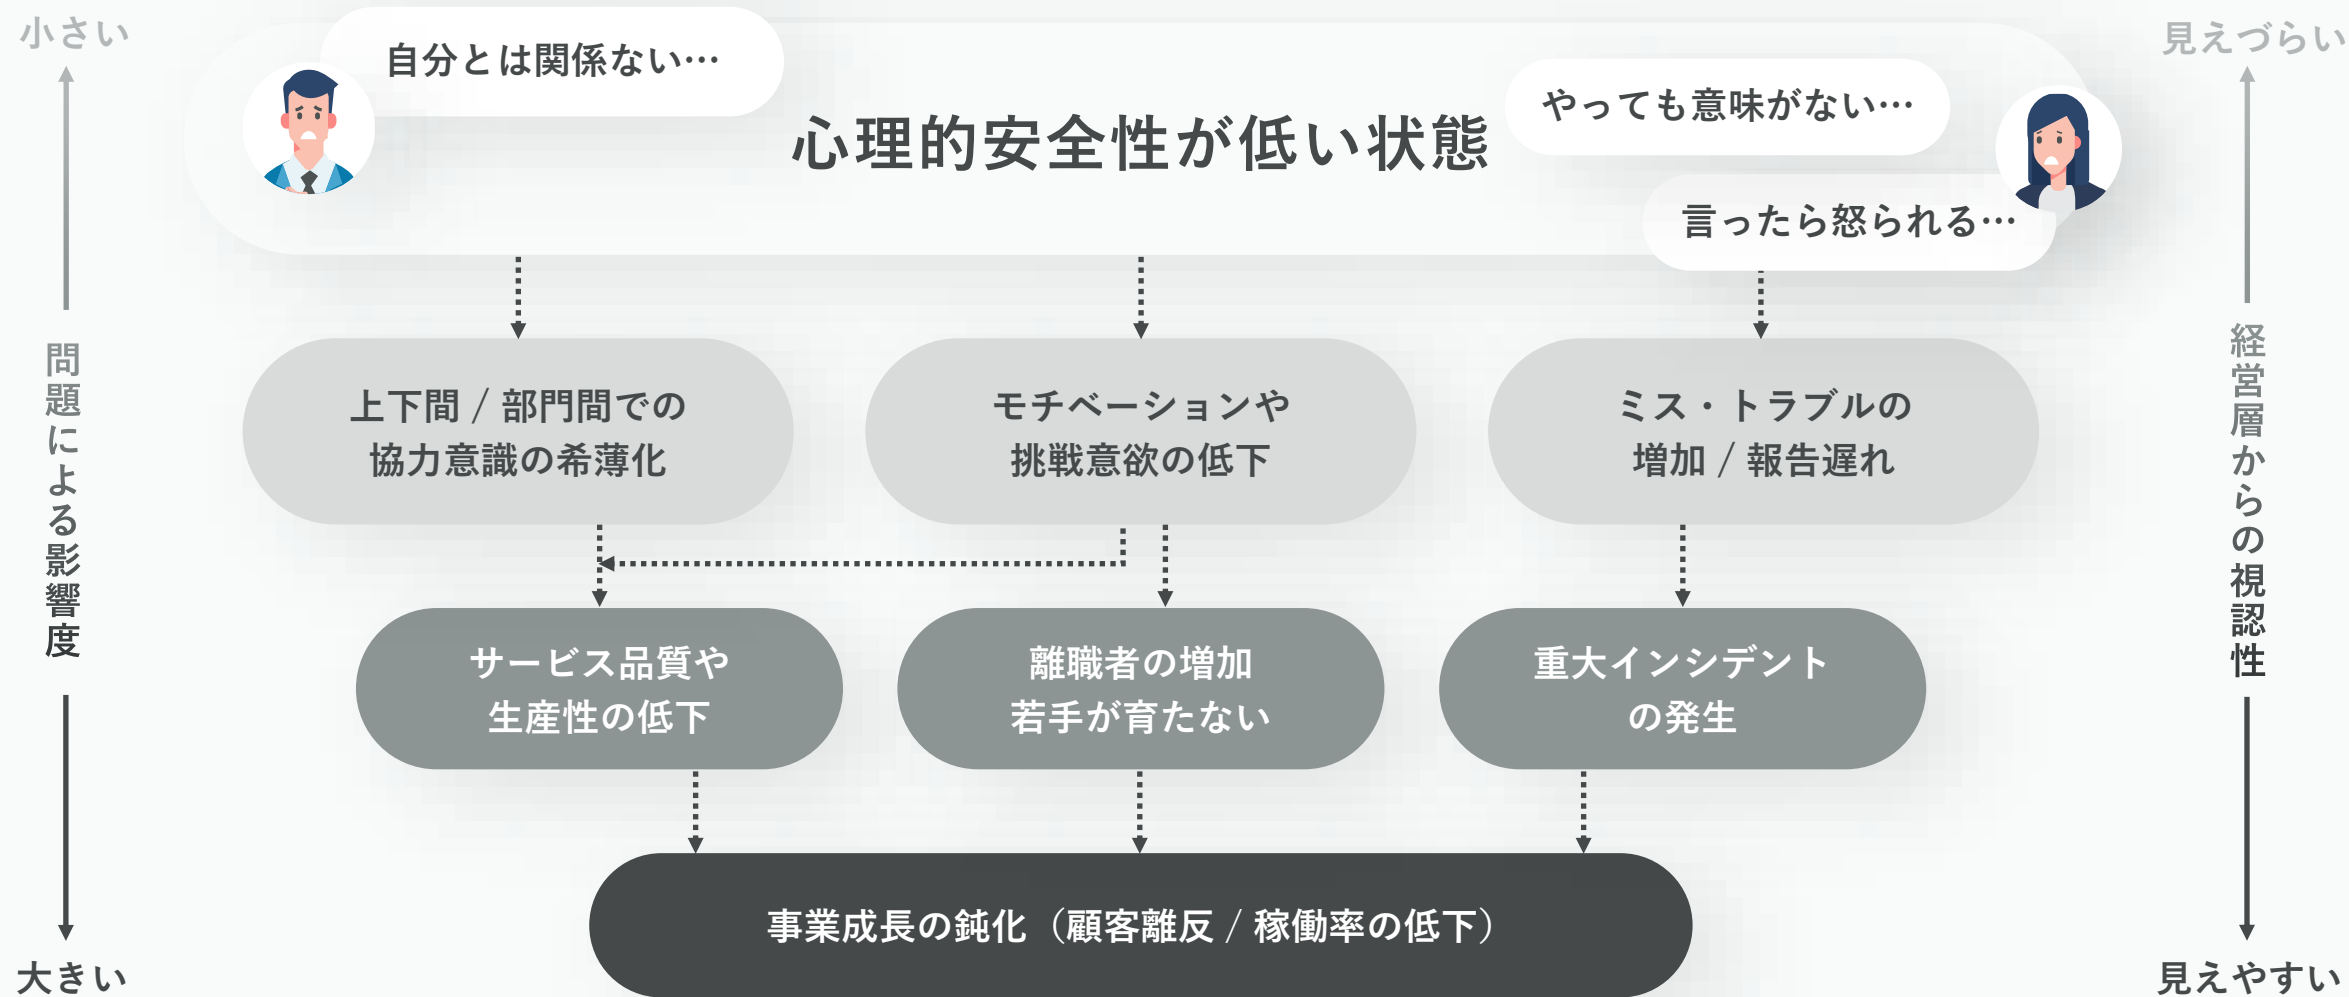 小さい
見えづらい
自分とは関係ない…
やっても意味がない…
心理的安全性が低い状態
言ったら怒られる…
問題による影響度
経営層からの視認性
上下間 / 部門間での
協力意識の希薄化
モチベーションや
挑戦意欲の低下
ミス・トラブルの
増加 / 報告遅れ
サービス品質や
生産性の低下
離職者の増加
若手が育たない
重大インシデント
の発生
事業成長の鈍化（顧客離反 / 稼働率の低下）
大きい
見えやすい